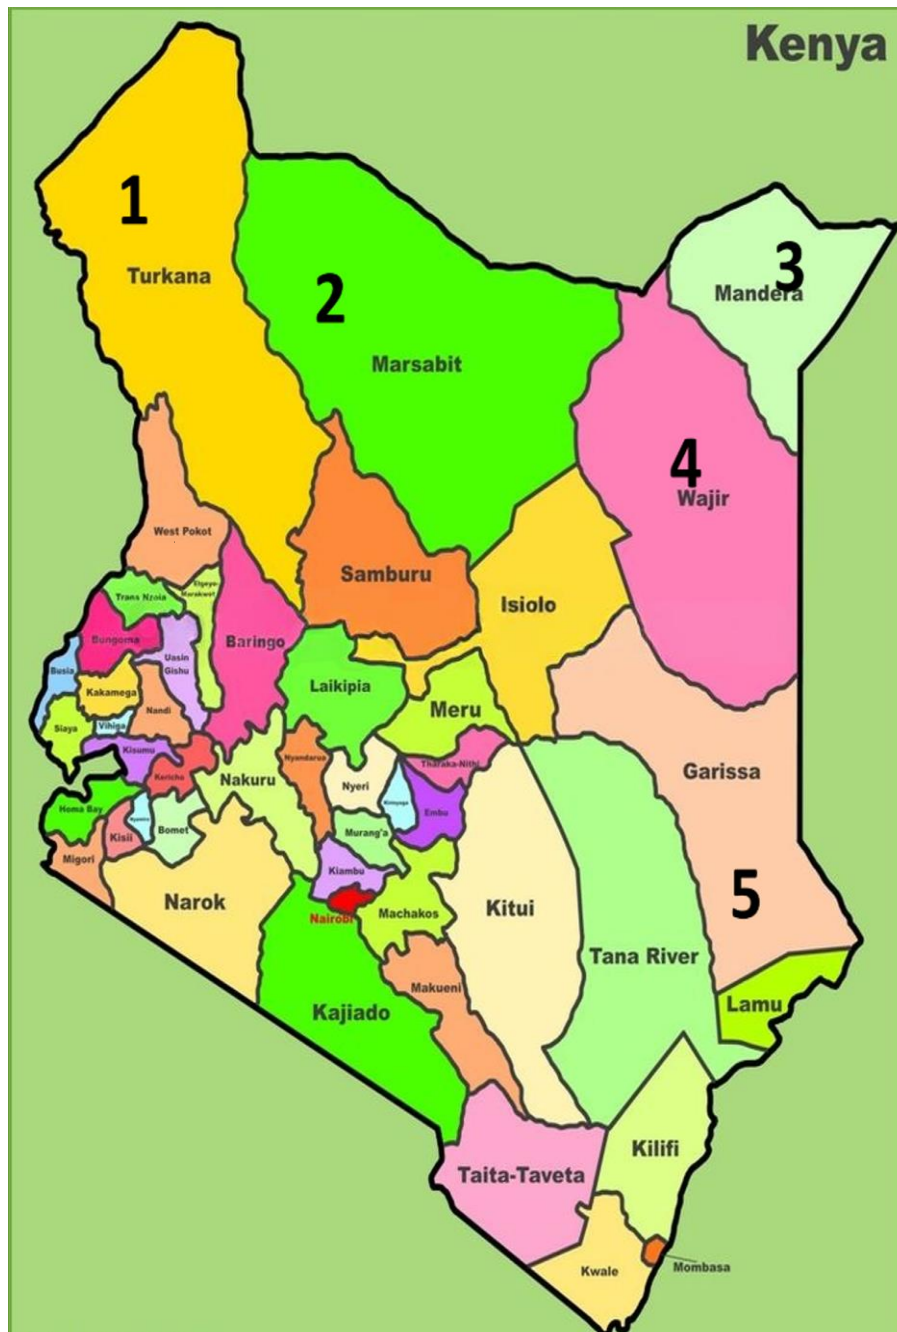 Kenya
1
Turkana
2
3
Mandera
Marsabit
4
Wajir
West Pokot
Samburu
Elgeyo-
Marakwet
Trans Nzoia
Isiolo
Bungoma
Baringo
Uasin
Gishu
Busia
Kakamega
Laikipia
Nandi
Meru
Siaya
Vihiga
Kisumu
Nyandarua
Tharaka-Nithi
Garissa
Kericho
Nakuru
Nyeri
Homa Bay
Embu
Bomet
Kisii
Murang'a
Migori
Kiambu
5
Narok
Nairobi
Machakos
Kitui
Tana River
Makueni
Lamu
Kajiado
Kilifi
Taita-Taveta
Kwale
Mombasa